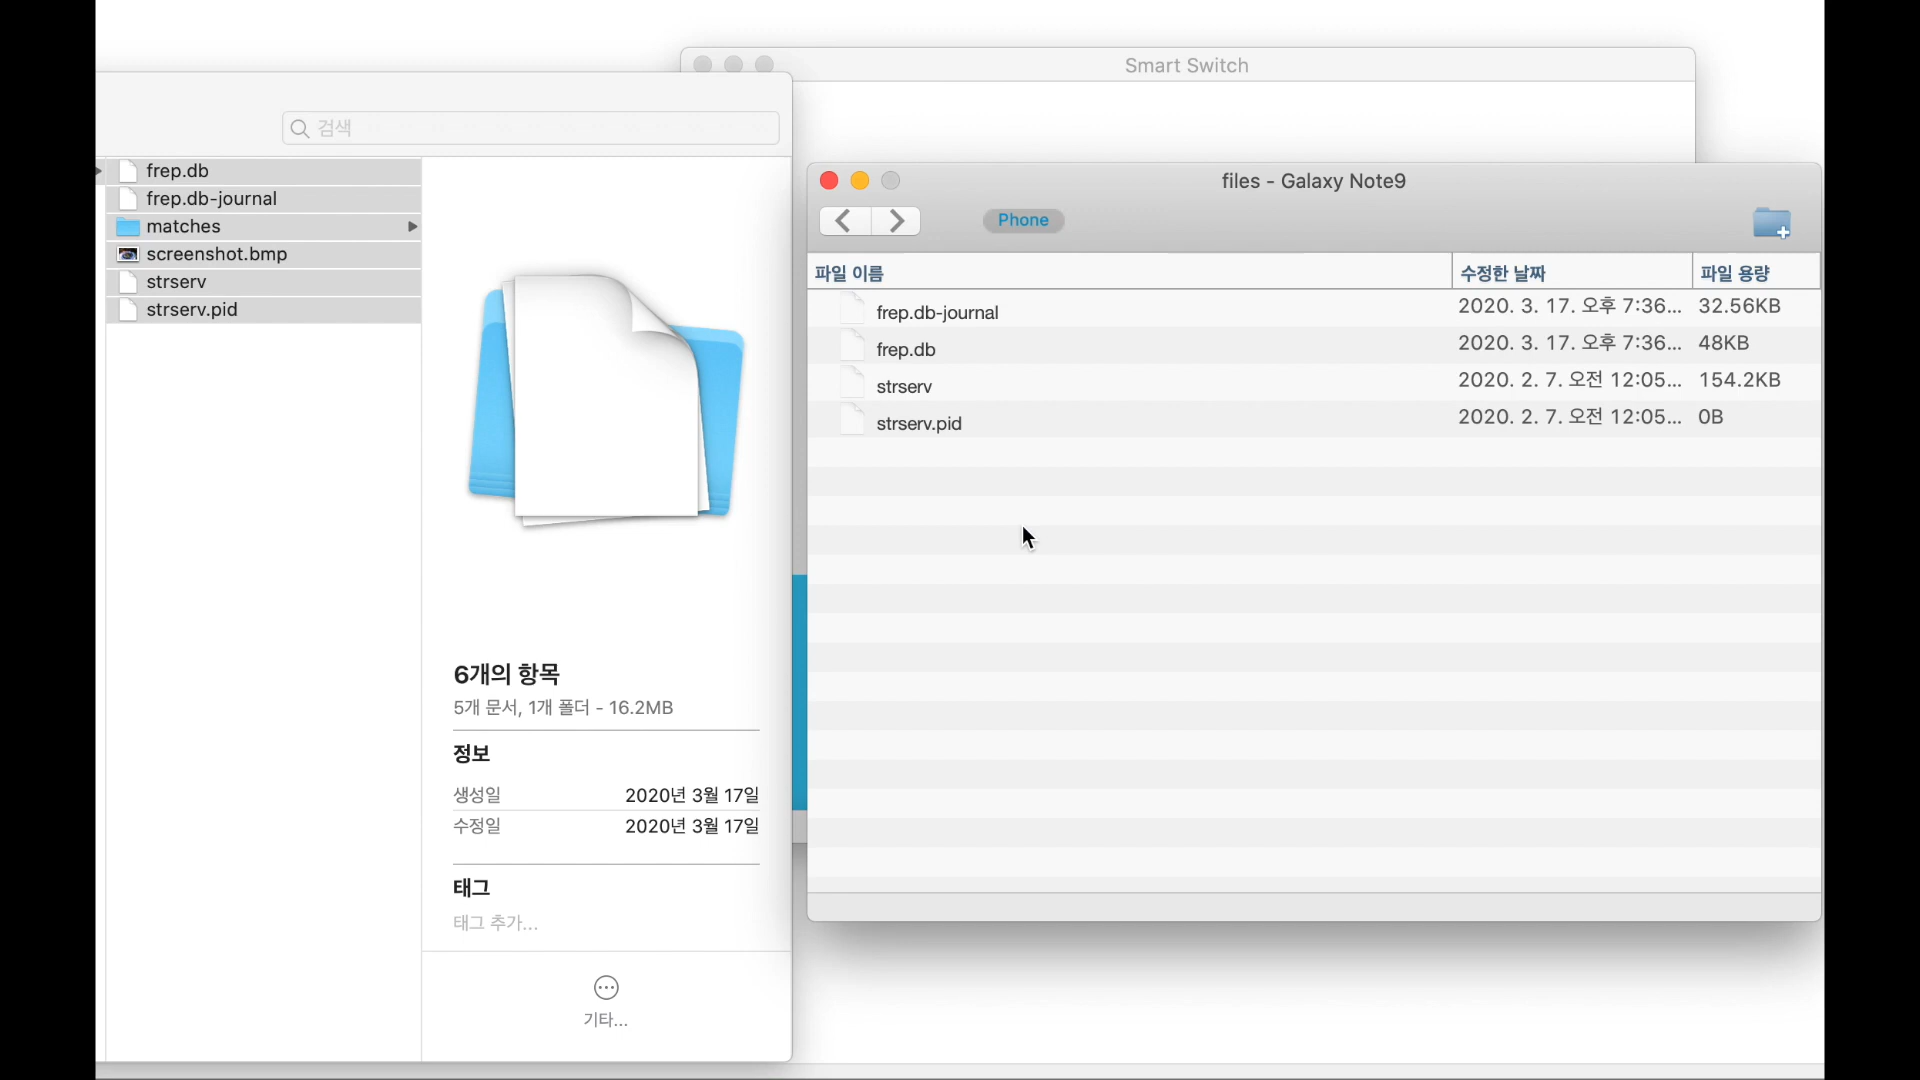 Smart Switch
검색
frep.db
frep.db-journal
matches
screenshot.bmp
strserv
strserv.pid
6개의 항목
5개 문서, 1개 폴더 - 16.2MB
정보
생성일 2020년 3월 17일
수정일 2020년 3월 17일
태그
태그 추가...
기타...
files - Galaxy Note9
Phone
파일 이름 수정한 날짜 파일 용량
frep.db-journal 2020. 3. 17. 오후 7:36... 32.56KB
frep.db 2020. 3. 17. 오후 7:36... 48KB
strserv 2020. 2. 7. 오전 12:05... 154.2KB
strserv.pid 2020. 2. 7. 오전 12:05... 0B